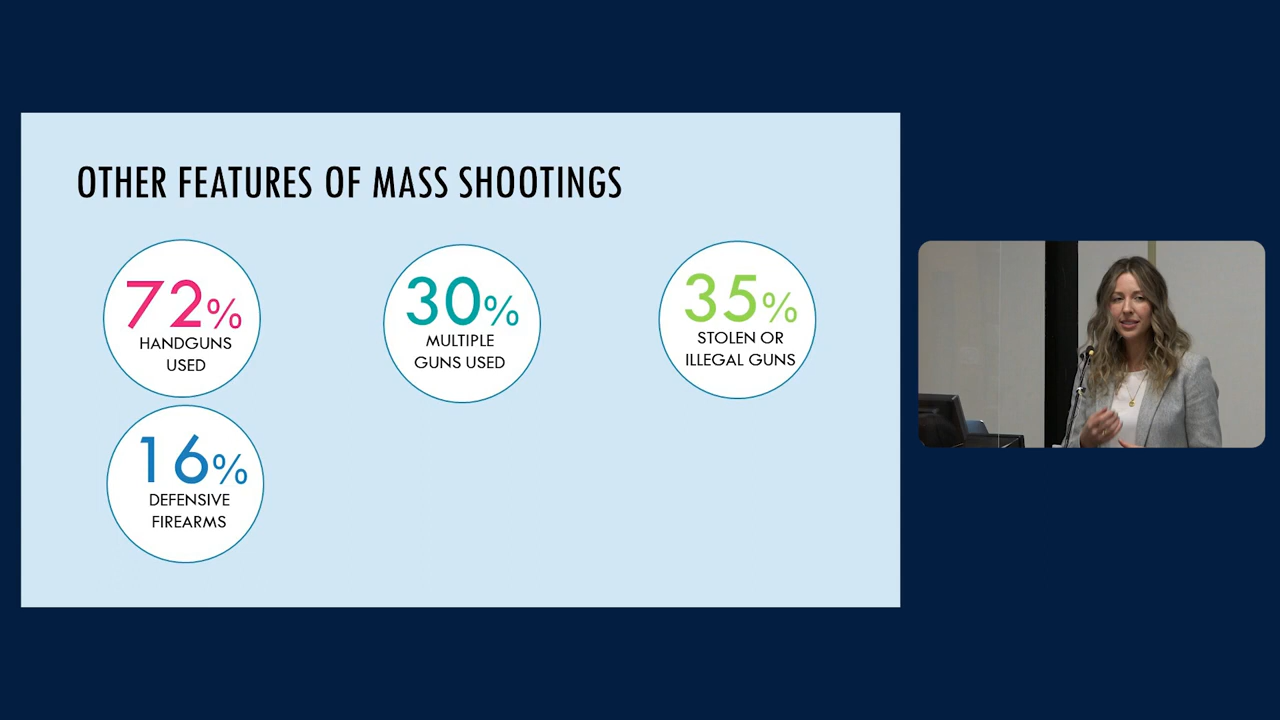 OTHER FEATURES OF MASS SHOOTINGS
72%
HANDGUNS
USED
30%
MULTIPLE
GUNS USED
35%
STOLEN OR
ILLEGAL GUNS
16%
DEFENSIVE
FIREARMS